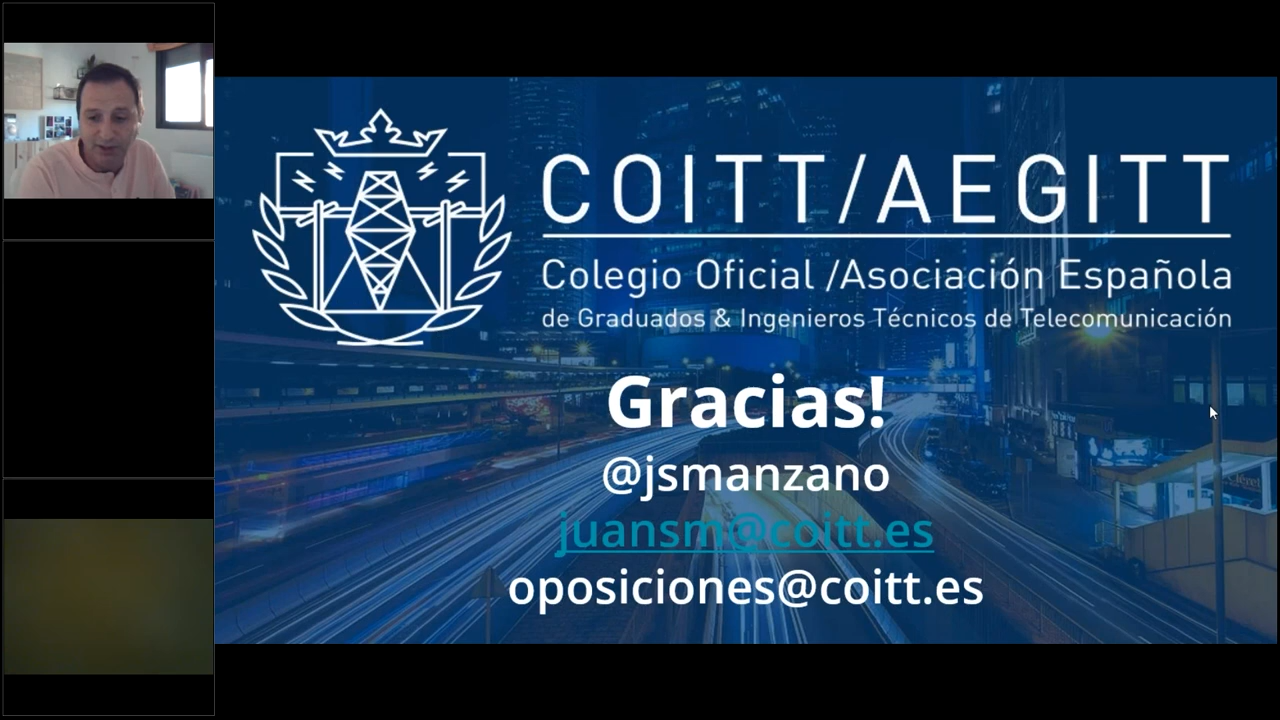 COITT/AEGITT
Colegio Oficial /Asociación Española
de Graduados & Ingenieros Técnicos de Telecomunicación
Gracias!
@jsmanzano
juansm@coitt.es
oposiciones@coitt.es